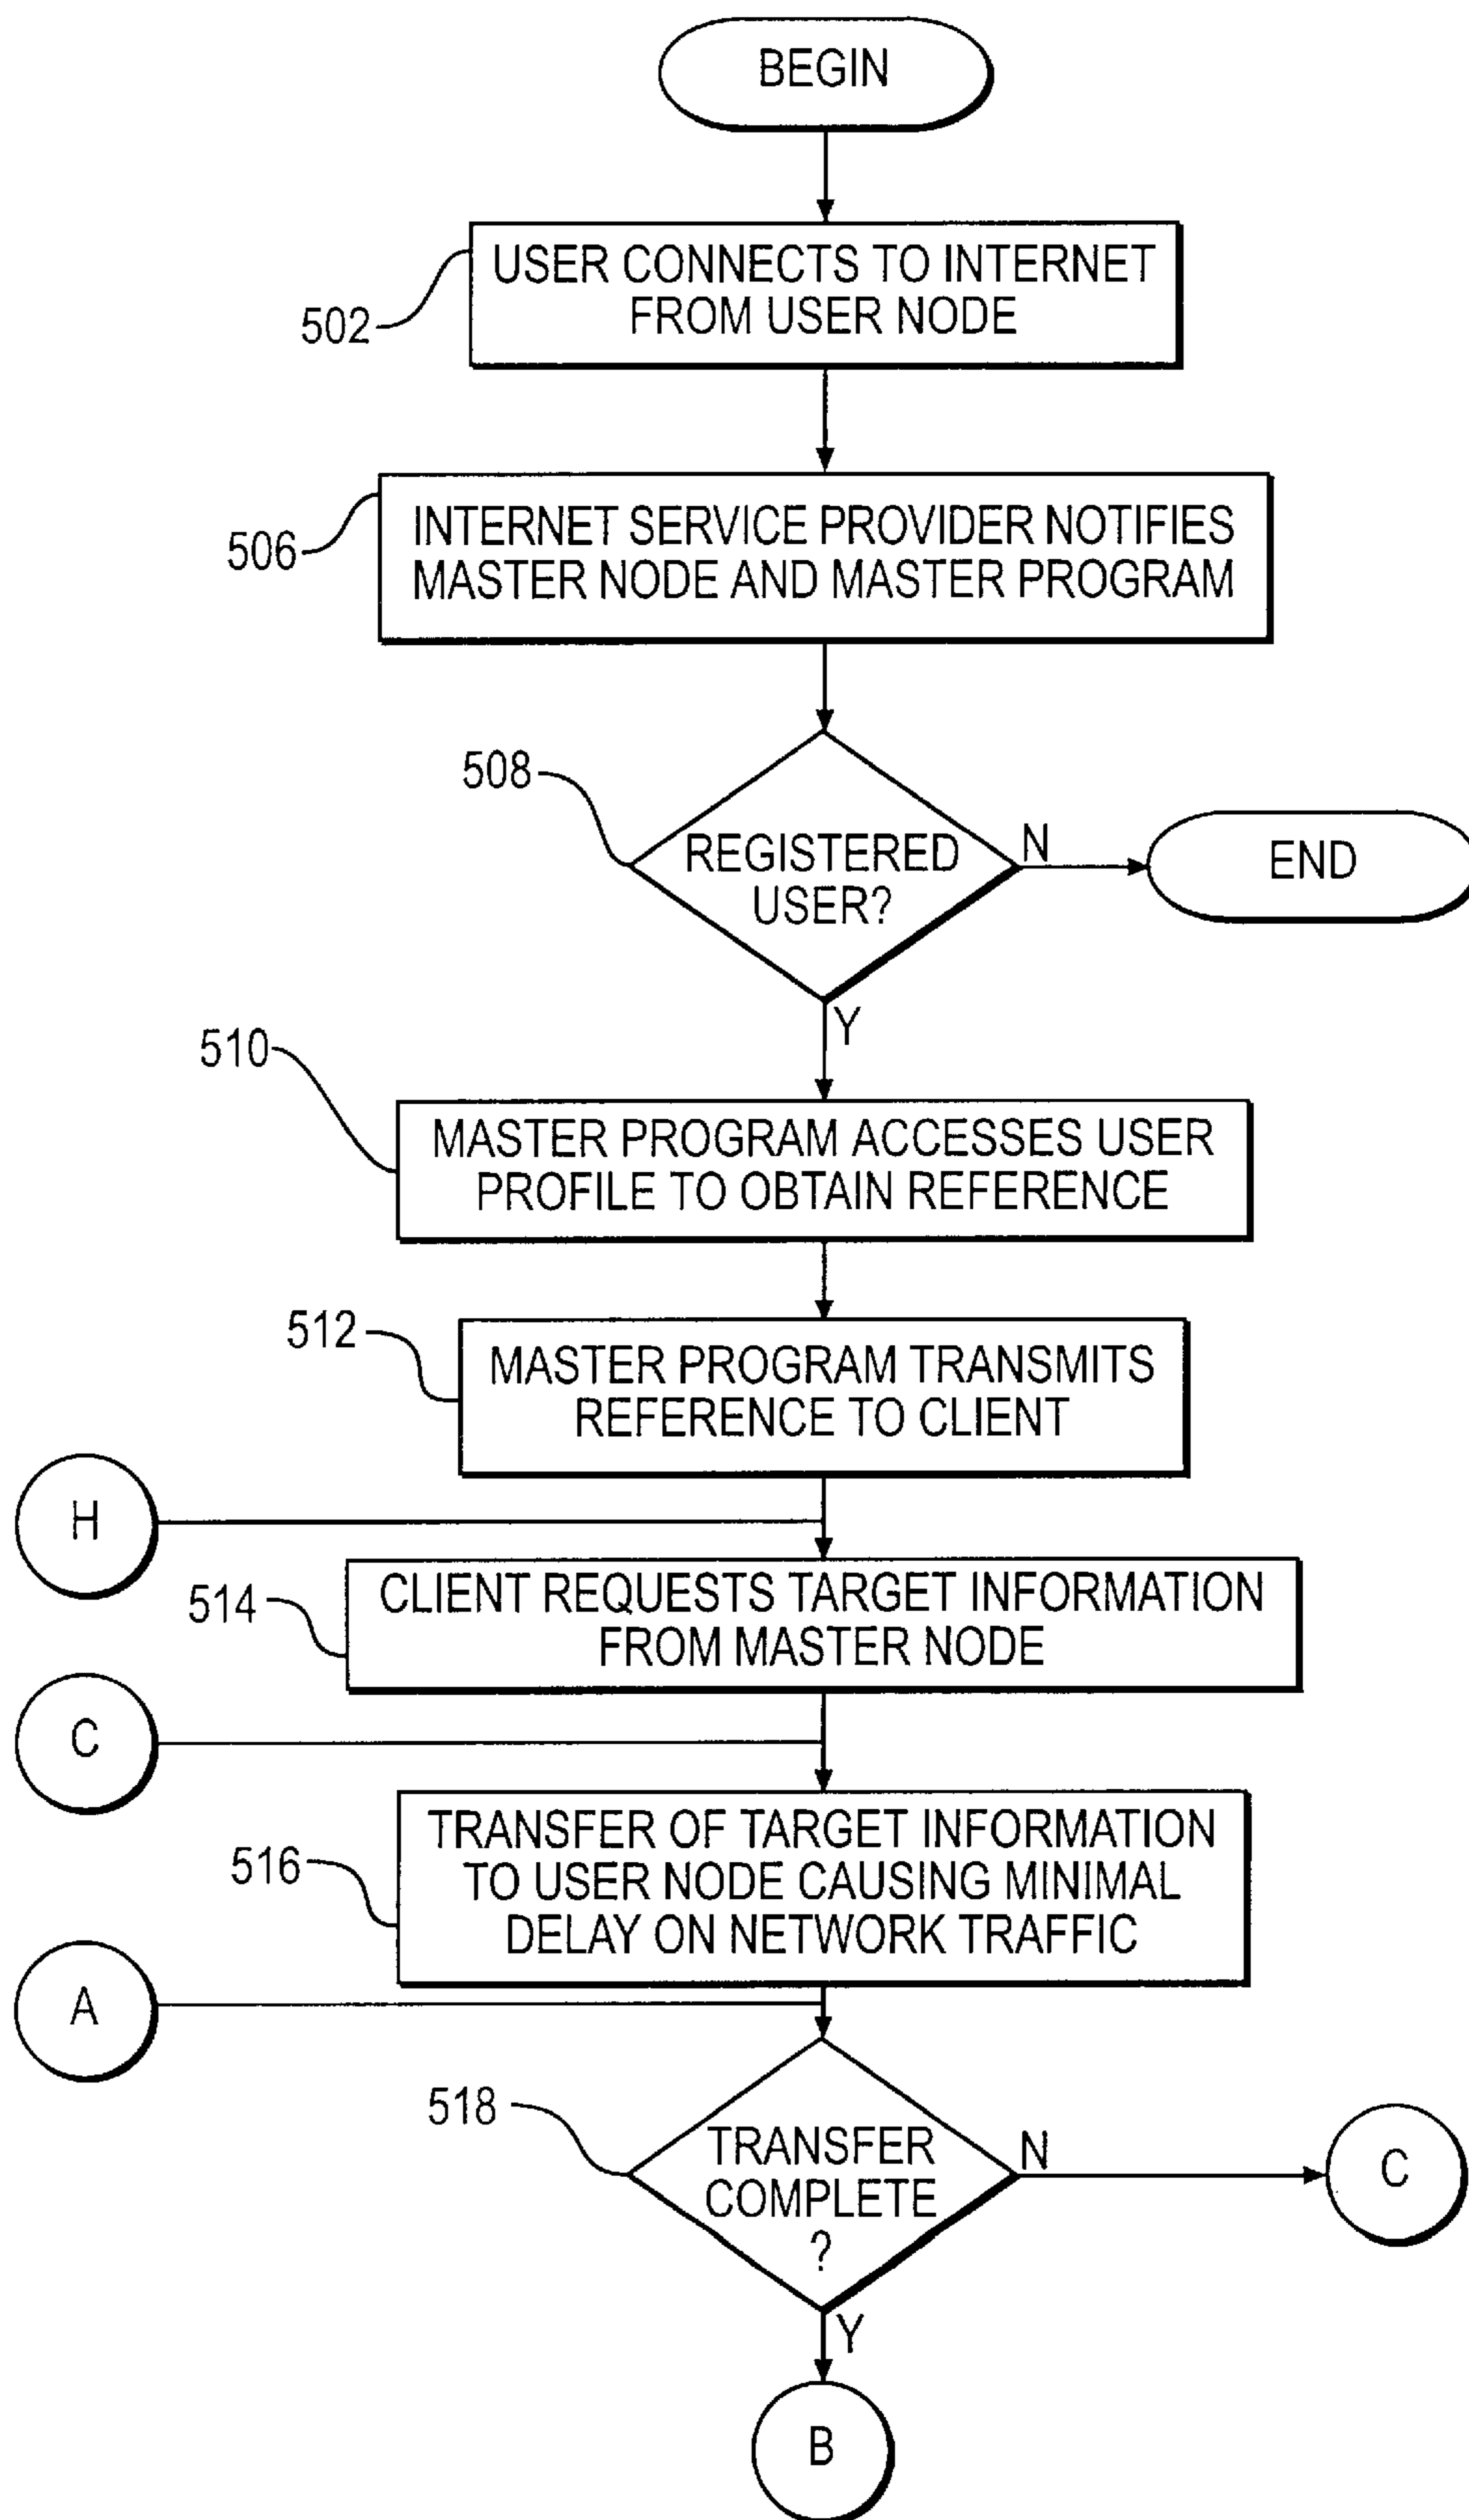 BEGIN
USER CONNECTS TO INTERNET
FROM USER NODE
502
INTERNET SERVICE PROVIDER NOTIFIES
MASTER NODE AND MASTER PROGRAM
506
508
REGISTERED
USER?
N
END
Y
510
MASTER PROGRAM ACCESSES USER
PROFILE TO OBTAIN REFERENCE
512
MASTER PROGRAM TRANSMITS
REFERENCE TO CLIENT
H
514
CLIENT REQUESTS TARGET INFORMATION
FROM MASTER NODE
C
516
TRANSFER OF TARGET INFORMATION
TO USER NODE CAUSING MINIMAL
DELAY ON NETWORK TRAFFIC
A
518
TRANSFER
COMPLETE
?
N
C
Y
B